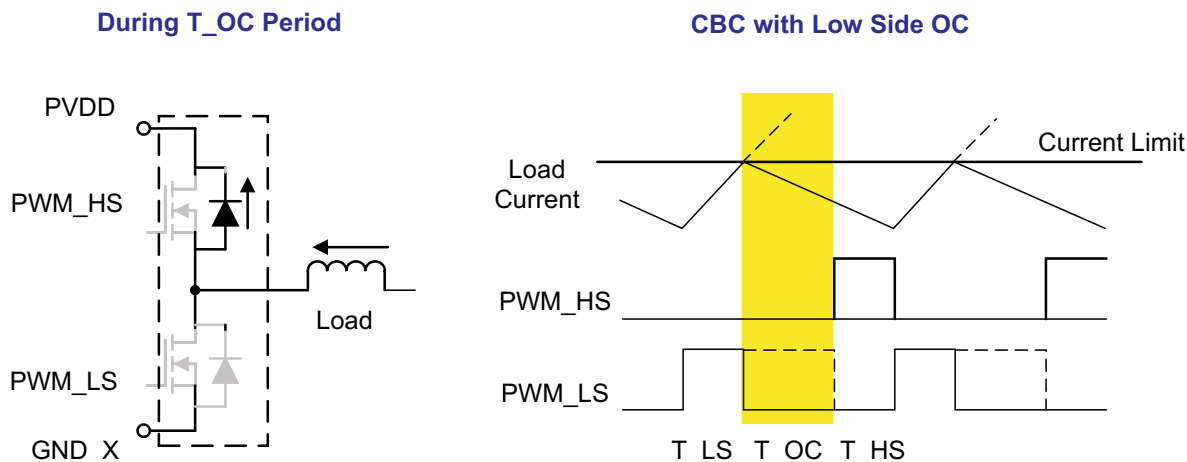 During T_OC Period
PVDD
PWM_HS
Load
PWM_LS
GND_X
CBC with Low Side OC
Current Limit
Load
Current
PWM_HS
PWM_LS
T_LS T_OC T_HS